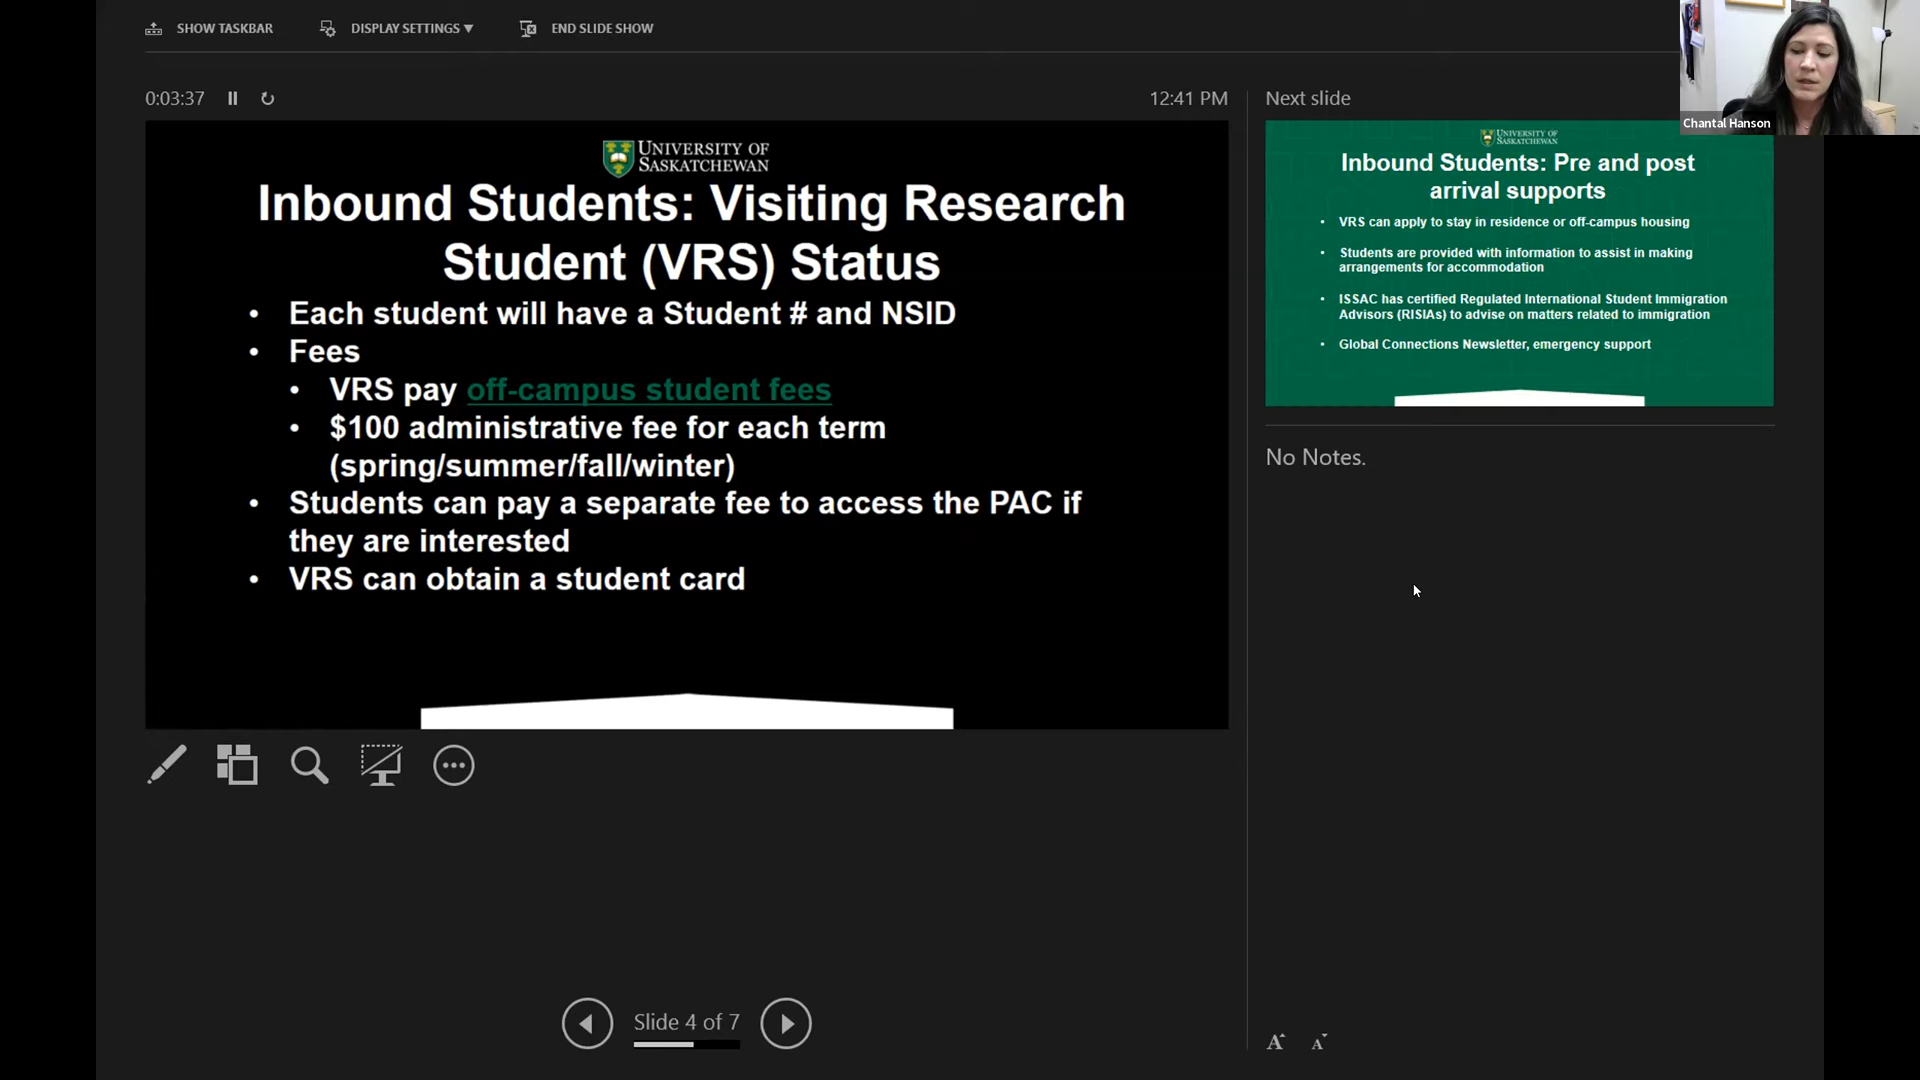 SHOW TASKBAR
DISPLAY SETTINGS
END SLIDE SHOW
0:03:37
12:41 PM
UNIVERSITY OF
SASKATCHEWAN
Inbound Students: Visiting Research
Student (VRS) Status
• Each student will have a Student # and NSID
• Fees
• VRS pay off-campus student fees
• $100 administrative fee for each term
(spring/summer/fall/winter)
• Students can pay a separate fee to access the PAC if
they are interested
• VRS can obtain a student card
Slide 4 of 7
Next slide
Chantal Hanson
UNIVERSITY OF
SASKATCHEWAN
Inbound Students: Pre and post
arrival supports
• VRS can apply to stay in residence or off-campus housing
• Students are provided with information to assist in making
arrangements for accommodation
• ISSAC has certified Regulated International Student Immigration
Advisors (RISIAs) to advise on matters related to immigration
• Global Connections Newsletter, emergency support
No Notes.
A A